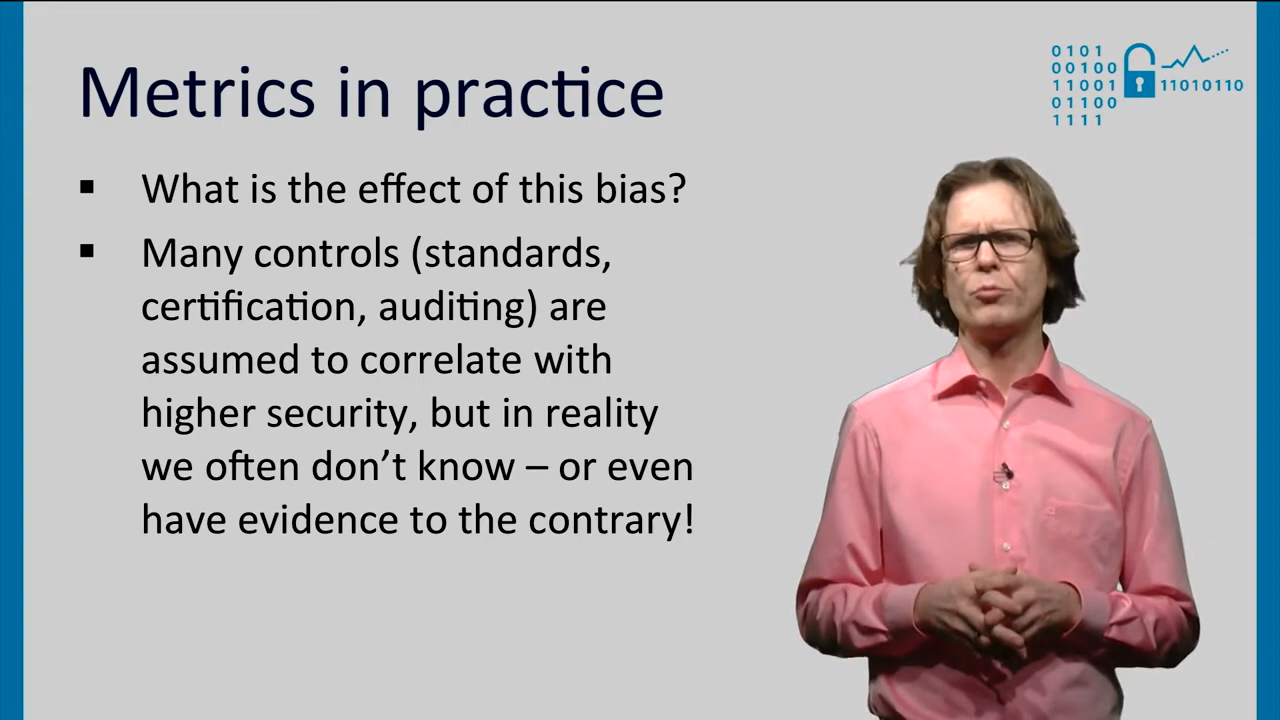 Metrics in practice
▪ What is the effect of this bias?
▪ Many controls (standards,
certification, auditing) are
assumed to correlate with
higher security, but in reality
we often don’t know – or even
have evidence to the contrary!
0101
00100
11001
01100
1111
11010110